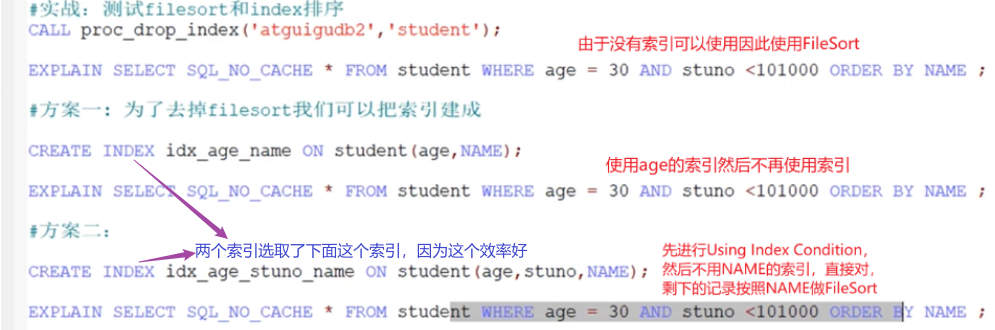 #实战：测试filesort和index排序
CALL proc_drop_index('atguigudb2','student');
由于没有索引可以使用因此使用FileSort
EXPLAIN SELECT SQL_NO_CACHE * FROM student WHERE age = 30 AND stuno <101000 ORDER BY NAME ;
#方案一：为了去掉filesort我们可以把索引建成
CREATE INDEX idx_age_name ON student(age,NAME);
使用age的索引然后不再使用索引
EXPLAIN SELECT SQL_NO_CACHE * FROM student WHERE age = 30 AND stuno <101000 ORDER BY NAME ;
#方案二：
两个索引选取了下面这个索引，因为这个效率好
CREATE INDEX idx_age_stuno_name ON student(age,stuno,NAME);
先进行Using Index Condition，
然后不用NAME的索引，直接对，
剩下的记录按照NAME做FileSort
EXPLAIN SELECT SQL_NO_CACHE * FROM student WHERE age = 30 AND stuno <101000 ORDER BY NAME ;